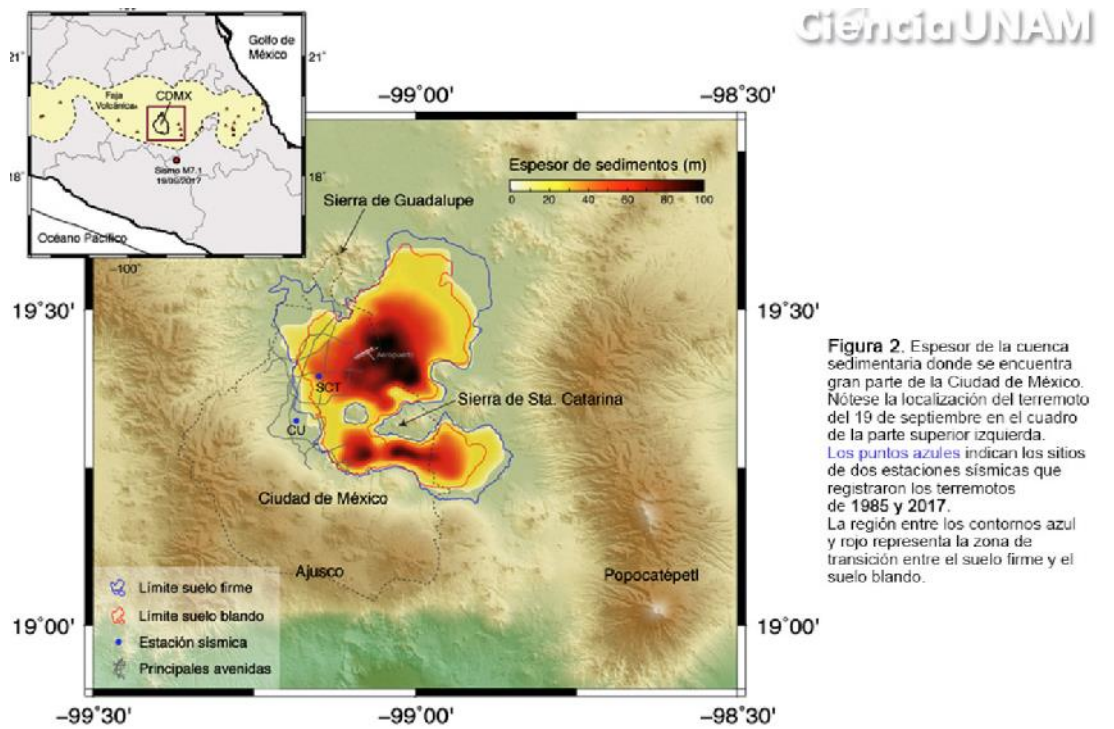 Ciencia UNAM
21°
Golfo de
México
21°
Faja
Volcánica
CDMX
18°
Sismo M7.1
19/09/2017
18°
Océano Pacífico
-100°
-99°00'
-98°30'
Espesor de sedimentos (m)
0 20 40 60 80 100
Sierra de Guadalupe
19°30'
19°30'
Aeropuerto
SCT
Sierra de Sta. Catarina
CU
Ciudad de México
Ajusco
Popocatépetl
Límite suelo firme
Límite suelo blando
Estación sísmica
Principales avenidas
19°00'
19°00'
-99°30'
-99°00'
-98°30'
Figura 2. Espesor de la cuenca
sedimentaria donde se encuentra
gran parte de la Ciudad de México.
Nótese la localización del terremoto
del 19 de septiembre en el cuadro
de la parte superior izquierda.
Los puntos azules indican los sitios
de dos estaciones sísmicas que
registraron los terremotos
de 1985 y 2017.
La región entre los contornos azul
y rojo representa la zona de
transición entre el suelo firme y el
suelo blando.